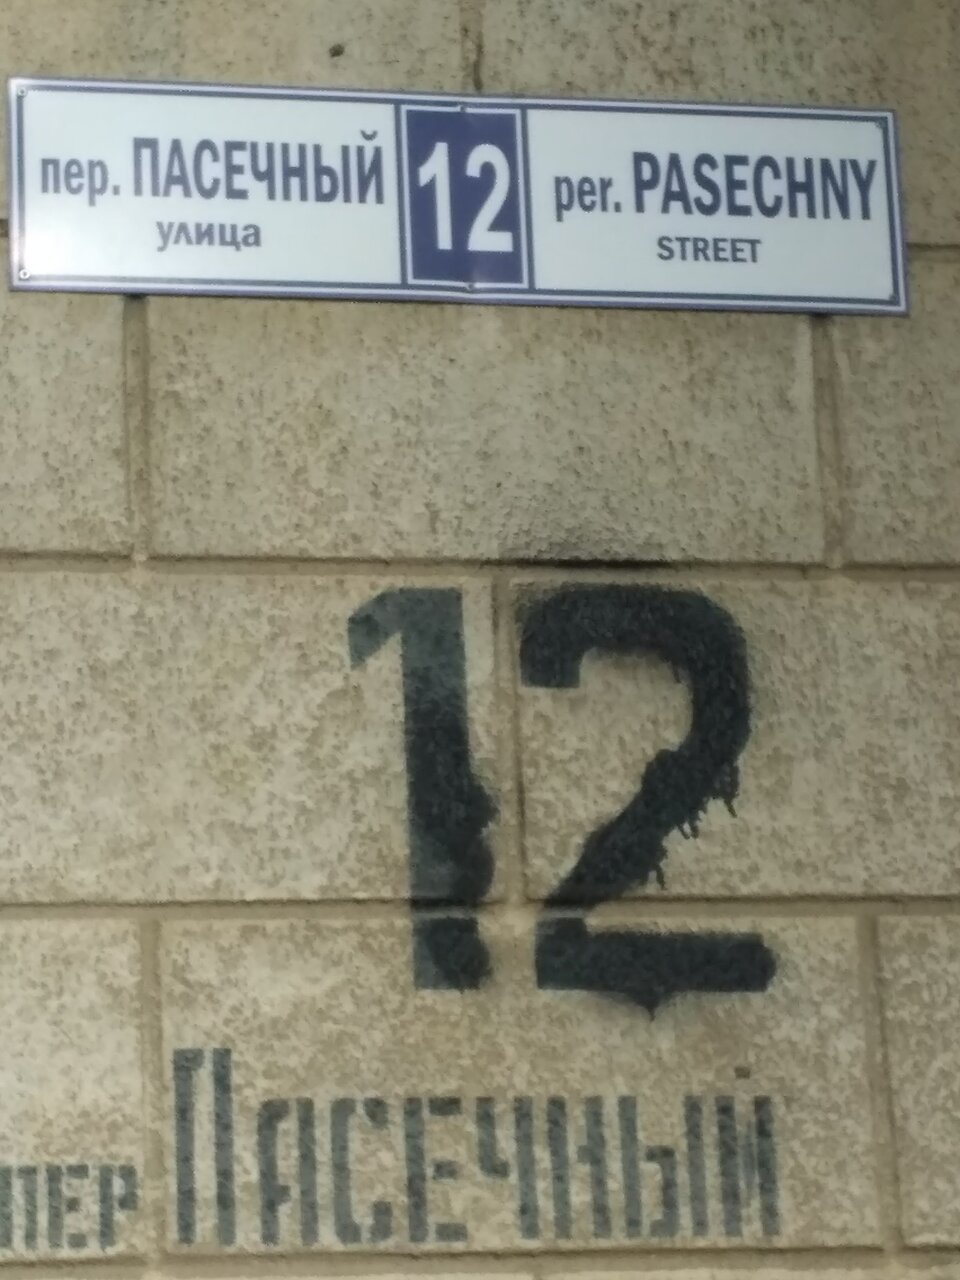 пер. ПАСЕЧНЫЙ
улица
12
per. PASECHNY
STREET
12
ПЕР ПАСЕЧНЫЙ